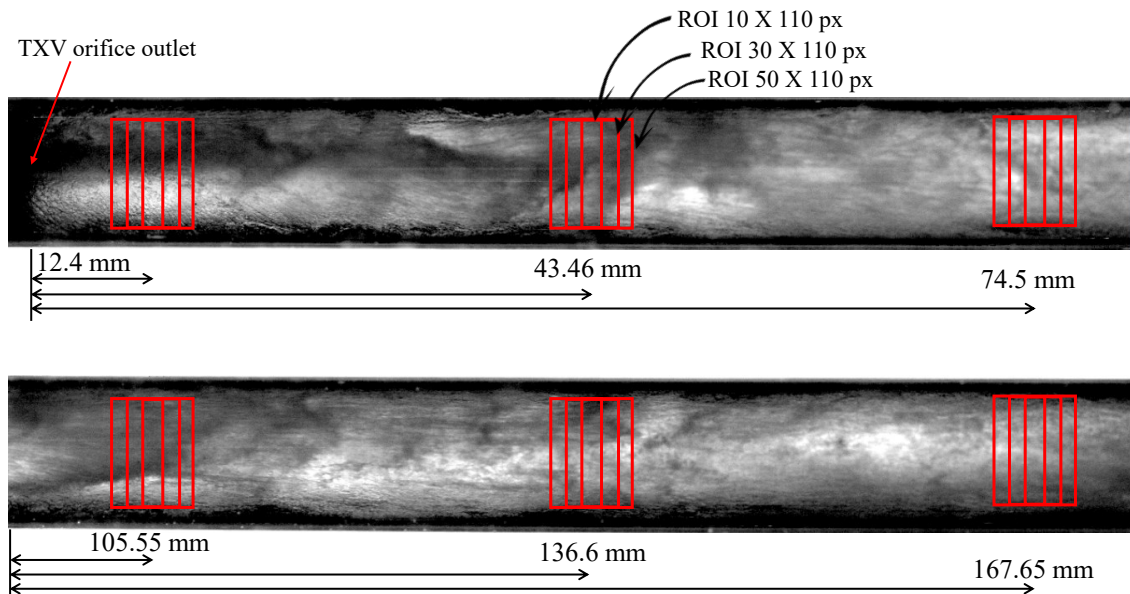 ROI 10 X 110 px
TXV orifice outlet
ROI 30 X 110 px
ROI 50 X 110 px
12.4 mm
43.46 mm
74.5 mm
105.55 mm
136.6 mm
167.65 mm